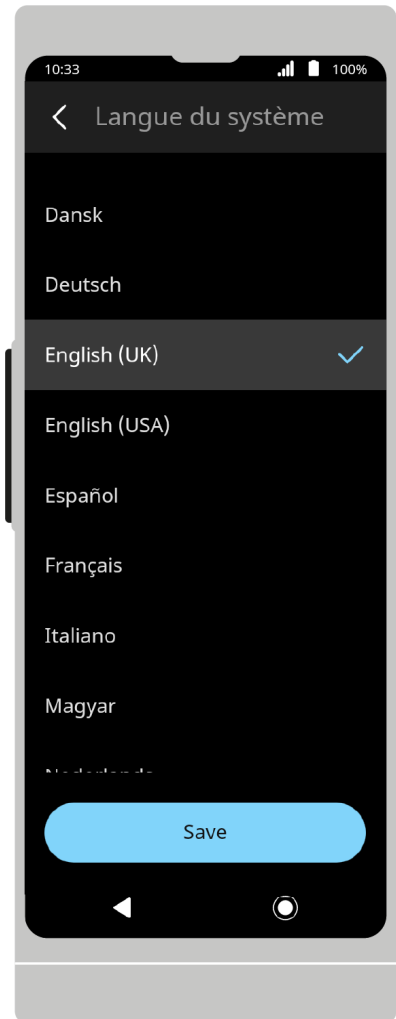 10:33 100%
Langue du système
Dansk
Deutsch
English (UK)
English (USA)
Español
Français
Italiano
Magyar
Save